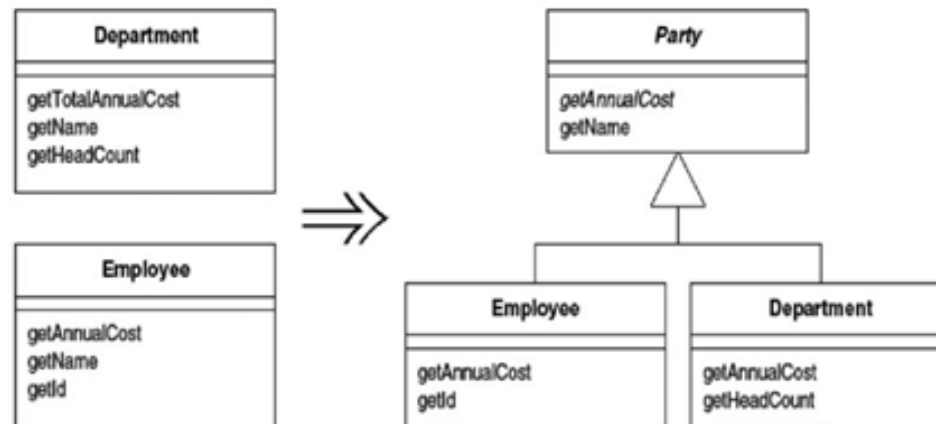 Department
getTotalAnnualCost
getName
getHeadCount
Employee
getAnnualCost
getName
getId
Party
getAnnualCost
getName
Employee
getAnnualCost
getId
Department
getAnnualCost
getHeadCount